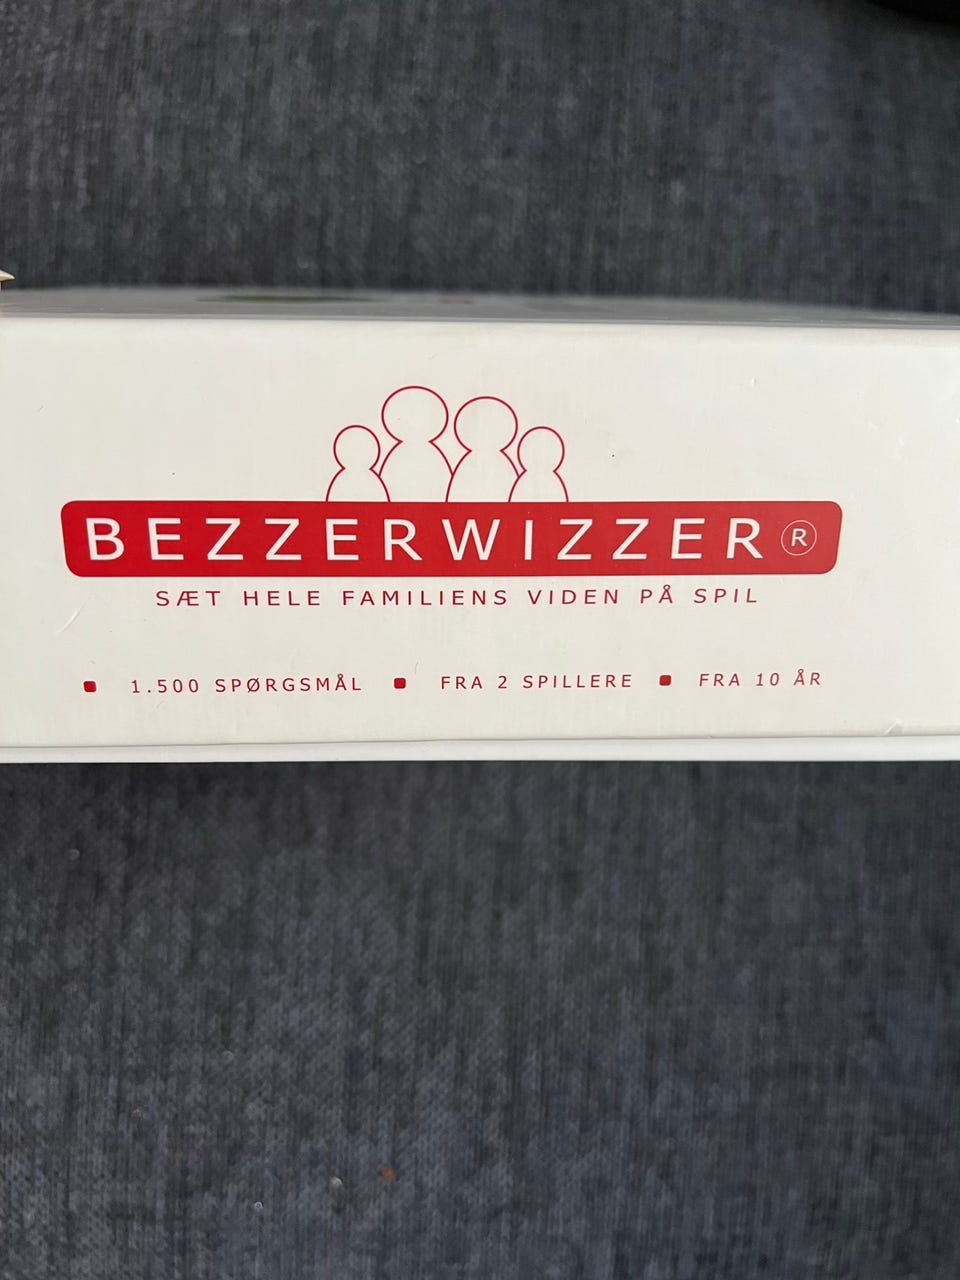 BEZZERWIZZER®
SÆT HELE FAMILIENS VIDEN PÅ SPIL
1.500 SPØRGSMÅL FRA 2 SPILLERE FRA 10 ÅR